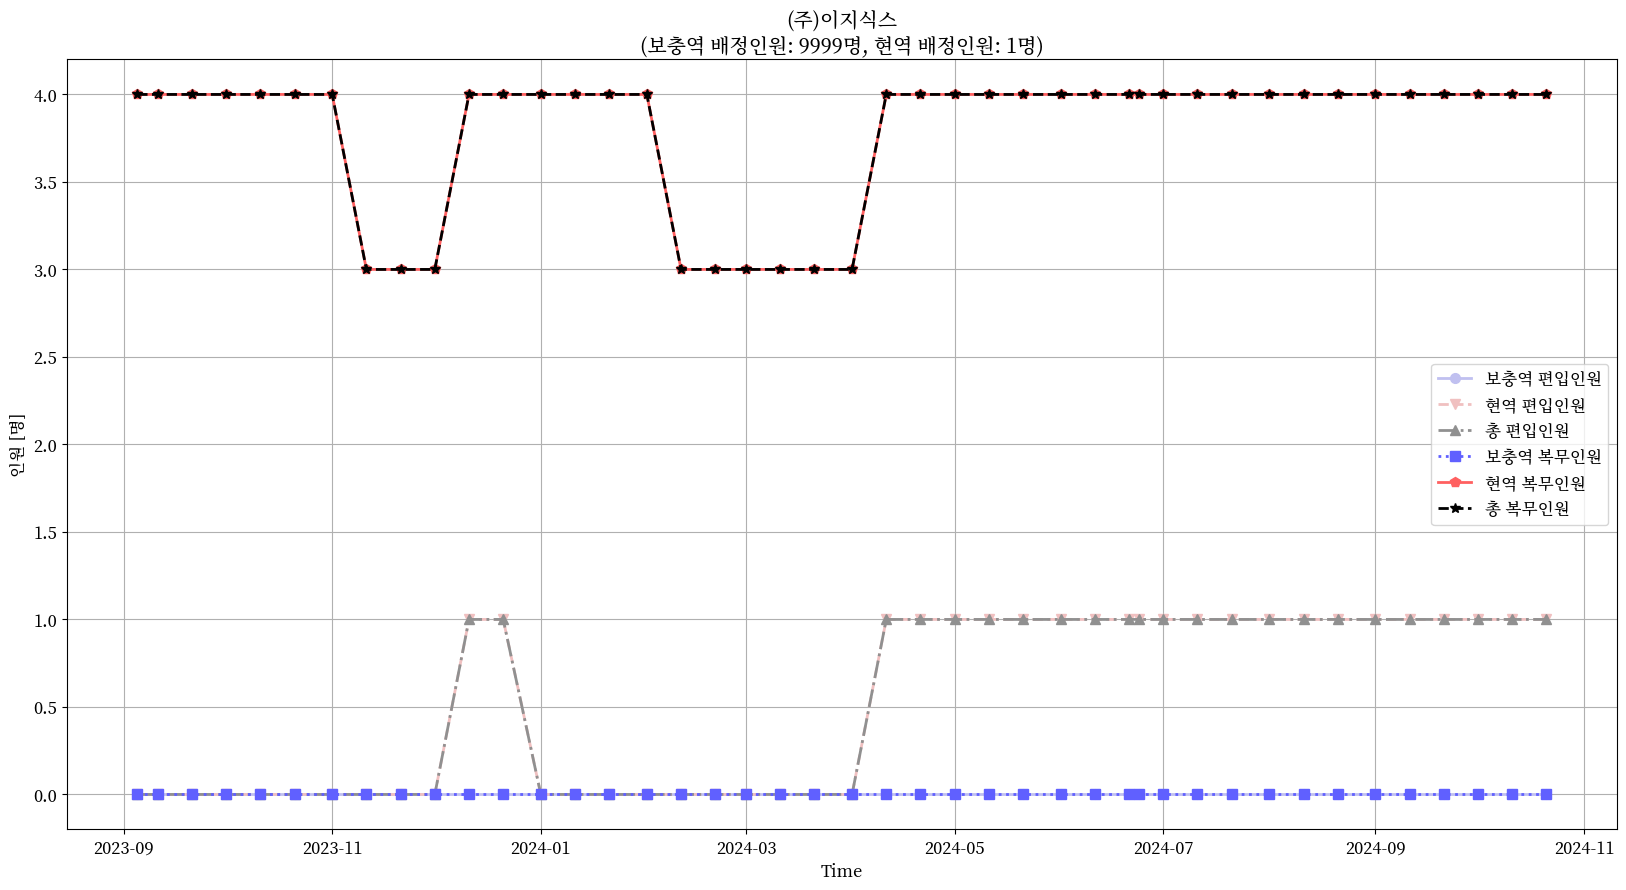 (주)이지식스
(보충역 배정인원: 9999명, 현역 배정인원: 1명)
4.0
3.5
3.0
2.5
2.0
1.5
1.0
0.5
0.0
인원 [명]
보충역 편입인원
현역 편입인원
총 편입인원
보충역 복무인원
현역 복무인원
총 복무인원
2023-09 2023-11 2024-01 2024-03 2024-05 2024-07 2024-09 2024-11
Time